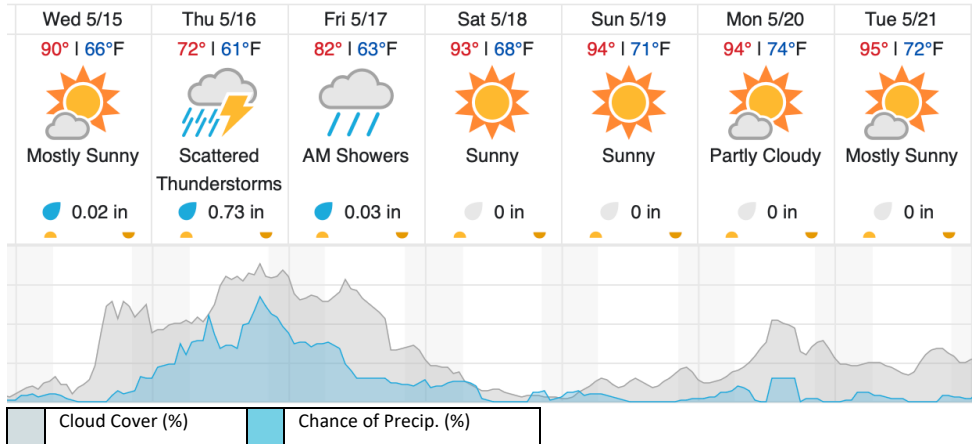 Wed 5/15 Thu 5/16 Fri 5/17 Sat 5/18 Sun 5/19 Mon 5/20 Tue 5/21
90° | 66°F 72° | 61°F 82° | 63°F 93° | 68°F 94° | 71°F 94° | 74°F 95° | 72°F
Mostly Sunny Scattered AM Showers Sunny Sunny Partly Cloudy Mostly Sunny
Thunderstorms
0.02 in 0.73 in 0.03 in 0 in 0 in 0 in 0 in
Cloud Cover (%) Chance of Precip. (%)